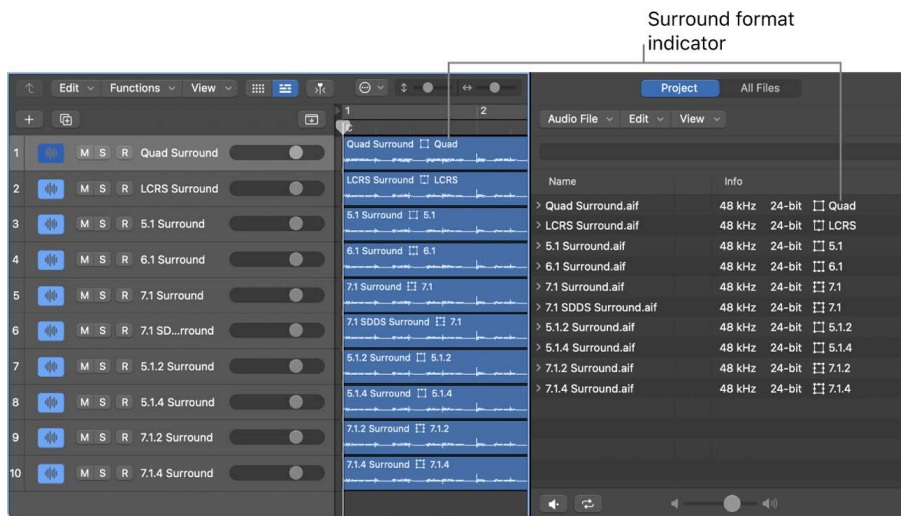 Surround format
indicator
Edit Functions View
Project All Files
1 2
C
Audio File Edit View
1 M S R Quad Surround
Quad Surround Quad
2 M S R LCRS Surround
LCRS Surround LCRS
3 M S R 5.1 Surround
5.1 Surround 5.1
4 M S R 6.1 Surround
6.1 Surround 6.1
5 M S R 7.1 Surround
7.1 Surround 7.1
6 M S R 7.1 SD...rround
7.1 SDDS Surround 7.1
7 M S R 5.1.2 Surround
5.1.2 Surround 5.1.2
8 M S R 5.1.4 Surround
5.1.4 Surround 5.1.4
9 M S R 7.1.2 Surround
7.1.2 Surround 7.1.2
10 M S R 7.1.4 Surround
7.1.4 Surround 7.1.4
Name Info
Quad Surround.aif 48 kHz 24-bit Quad
LCRS Surround.aif 48 kHz 24-bit LCRS
5.1 Surround.aif 48 kHz 24-bit 5.1
6.1 Surround.aif 48 kHz 24-bit 6.1
7.1 Surround.aif 48 kHz 24-bit 7.1
7.1 SDDS Surround.aif 48 kHz 24-bit 7.1
5.1.2 Surround.aif 48 kHz 24-bit 5.1.2
5.1.4 Surround.aif 48 kHz 24-bit 5.1.4
7.1.2 Surround.aif 48 kHz 24-bit 7.1.2
7.1.4 Surround.aif 48 kHz 24-bit 7.1.4